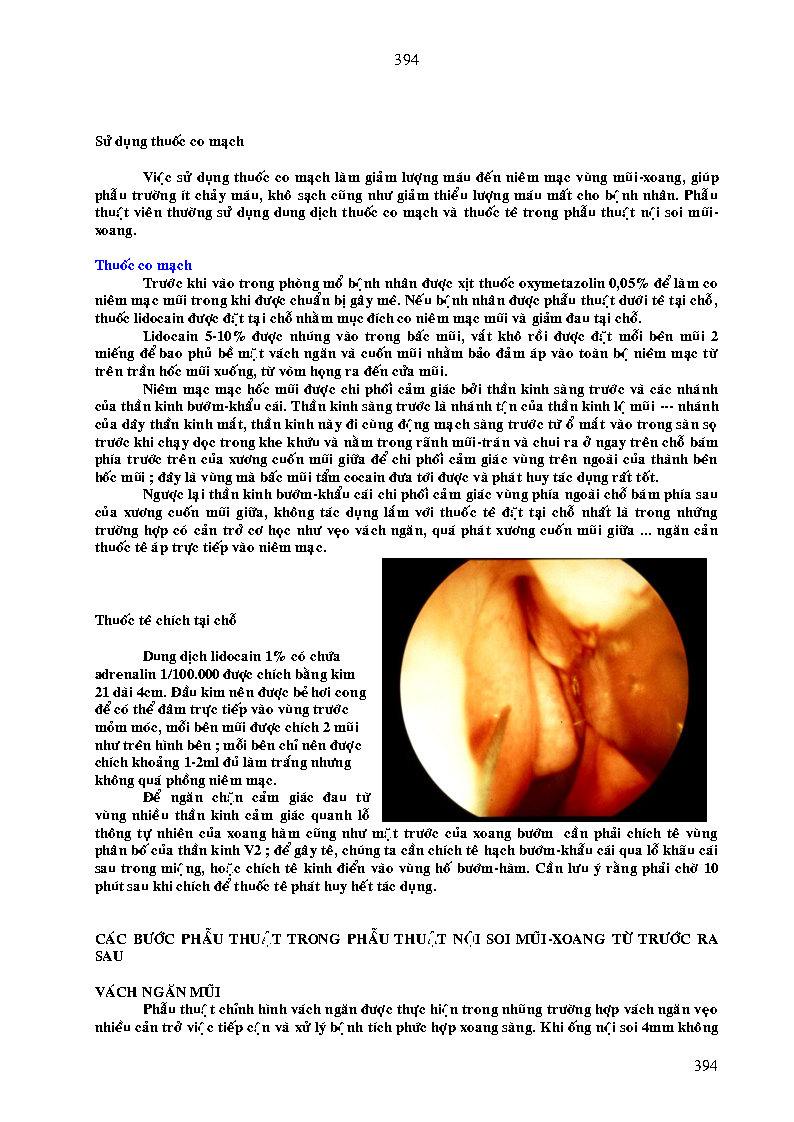 394
Sử dụng thuốc co mạch
Việc sử dụng thuốc co mạch làm giảm lượng máu đến niêm mạc vùng mũi-xoang, giúp
phẫu trường ít chảy máu, khô sạch cũng như giảm thiểu lượng máu mất cho bệnh nhân. Phẫu
thuật viên thường sử dụng dung dịch thuốc co mạch và thuốc tê trong phẫu thuật nội soi mũi-
xoang.
Thuốc co mạch
Trước khi vào trong phòng mổ bệnh nhân được xịt thuốc oxymetazolin 0,05% để làm co
niêm mạc mũi trong khi được chuẩn bị gây mê. Nếu bệnh nhân được phẫu thuật dưới tê tại chỗ,
thuốc lidocain được đặt tại chỗ nhằm mục đích co niêm mạc mũi và giảm đau tại chỗ.
Lidocain 5-10% được nhúng vào trong bấc mũi, vắt khô rồi được đặt mỗi bên mũi 2
miếng để bao phủ bề mặt vách ngăn và cuốn mũi nhằm bảo đảm áp vào toàn bộ niêm mạc từ
trên trần hốc mũi xuống, từ vòm họng ra đến cửa mũi.
Niêm mạc mạc hốc mũi được chi phối cảm giác bởi thần kinh sàng trước và các nhánh
của thần kinh bướm-khẩu cái. Thần kinh sàng trước là nhánh tận của thần kinh lệ mũi --- nhánh
của dây thần kinh mắt, thần kinh này đi cùng động mạch sàng trước từ ổ mắt vào trong sàn sọ
trước khi chạy dọc trong khe khứu và nằm trong rãnh mũi-trán và chui ra ở ngay trên chỗ bám
phía trước trên của xương cuốn mũi giữa để chi phối cảm giác vùng trên ngoài của thành bên
hốc mũi ; đây là vùng mà bấc mũi tẩm cocain đưa tới được và phát huy tác dụng rất tốt.
Ngược lại thần kinh bướm-khẩu cái chi phối cảm giác vùng phía ngoài chỗ bám phía sau
của xương cuốn mũi giữa, không tác dụng lắm với thuốc tê đặt tại chỗ nhất là trong những
trường hợp có cản trở cơ học như vẹo vách ngăn, quá phát xương cuốn mũi giữa ... ngăn cản
thuốc tê áp trực tiếp vào niêm mạc.
Thuốc tê chích tại chỗ
Dung dịch lidocain 1% có chứa
adrenalin 1/100.000 được chích bằng kim
21 dài 4cm. Đầu kim nên được bẻ hơi cong
để có thể đâm trực tiếp vào vùng trước
mỏm móc, mỗi bên mũi được chích 2 mũi
như trên hình bên ; mỗi bên chỉ nên được
chích khoảng 1-2ml đủ làm trắng nhưng
không quá phồng niêm mạc.
Để ngăn chặn cảm giác đau từ
vùng nhiều thần kinh cảm giác quanh lỗ
thông tự nhiên của xoang hàm cũng như mặt trước của xoang bướm cần phải chích tê vùng
phân bố của thần kinh V2 ; để gây tê, chúng ta cần chích tê hạch bướm-khẩu cái qua lỗ khẩu cái
sau trong miệng, hoặc chích tê kinh điển vào vùng hố bướm-hàm. Cần lưu ý rằng phải chờ 10
phút sau khi chích để thuốc tê phát huy hết tác dụng.
CÁC BƯỚC PHẪU THUẬT TRONG PHẪU THUẬT NỘI SOI MŨI-XOANG TỪ TRƯỚC RA
SAU
VÁCH NGĂN MŨI
Phẫu thuật chỉnh hình vách ngăn được thực hiện trong những trường hợp vách ngăn vẹo
nhiều cản trở việc tiếp cận và xử lý bệnh tích phức hợp xoang sàng. Khi ống nội soi 4mm không
394